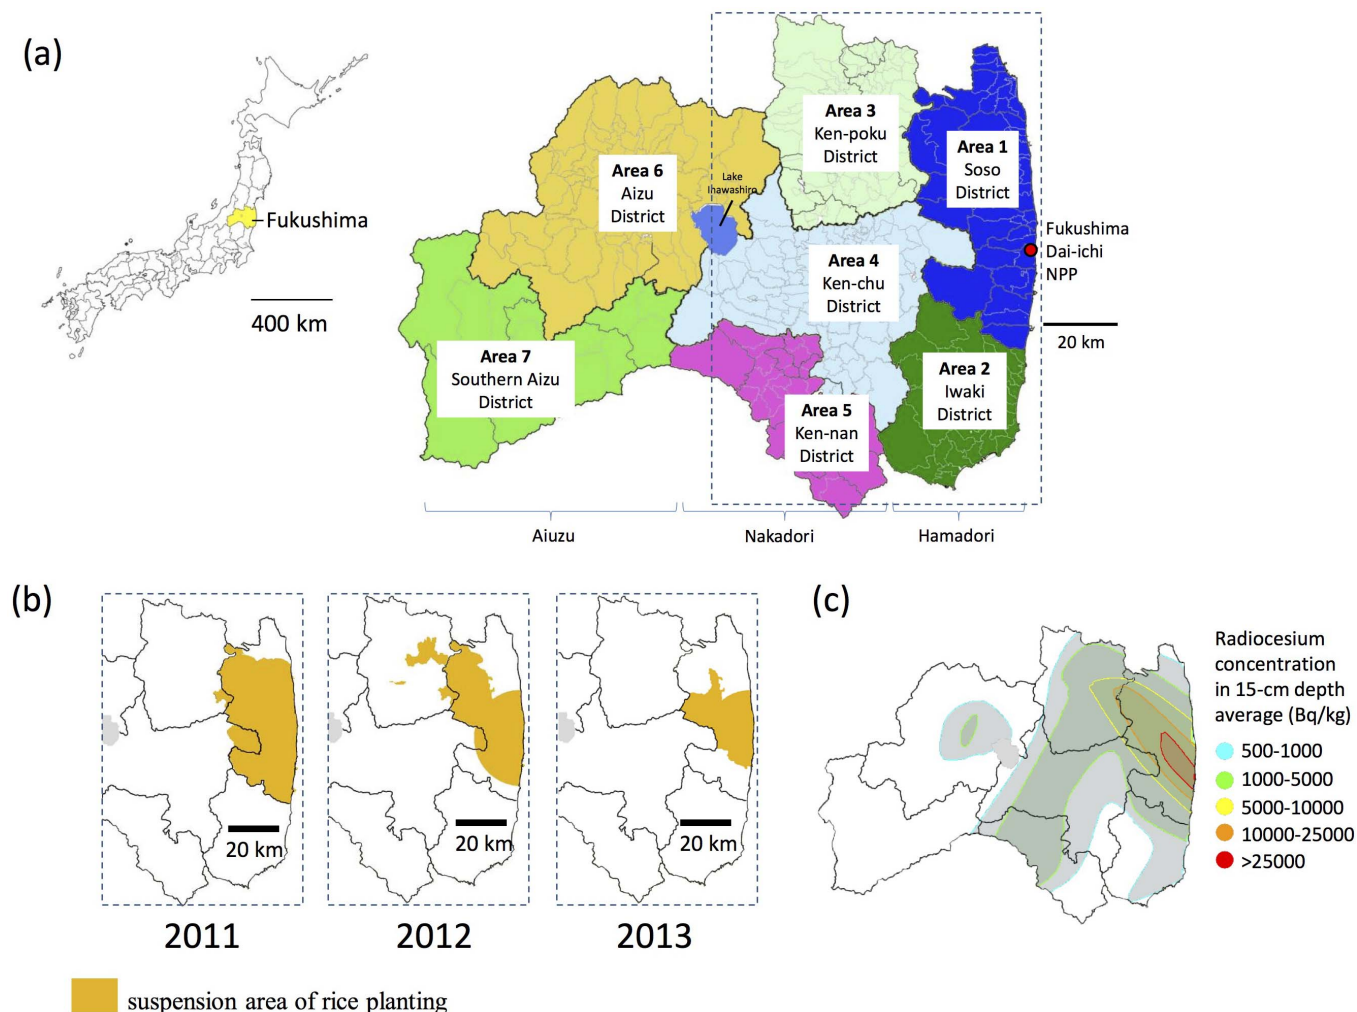 (a)
Fukushima
400 km
Area 6
Aizu
District
Lake
Ihawashiro
Area 3
Ken-poku
District
Area 1
Soso
District
Fukushima
Dai-ichi
NPP
20 km
Area 4
Ken-chu
District
Area 7
Southern Aizu
District
Area 2
Iwaki
District
Area 5
Ken-nan
District
Aiuzu
Nakadori
Hamadori
(b)
20 km
20 km
20 km
2011
2012
2013
suspension area of rice planting
(c)
Radiocesium
concentration
in 15-cm depth
average (Bq/kg)
500-1000
1000-5000
5000-10000
10000-25000
>25000